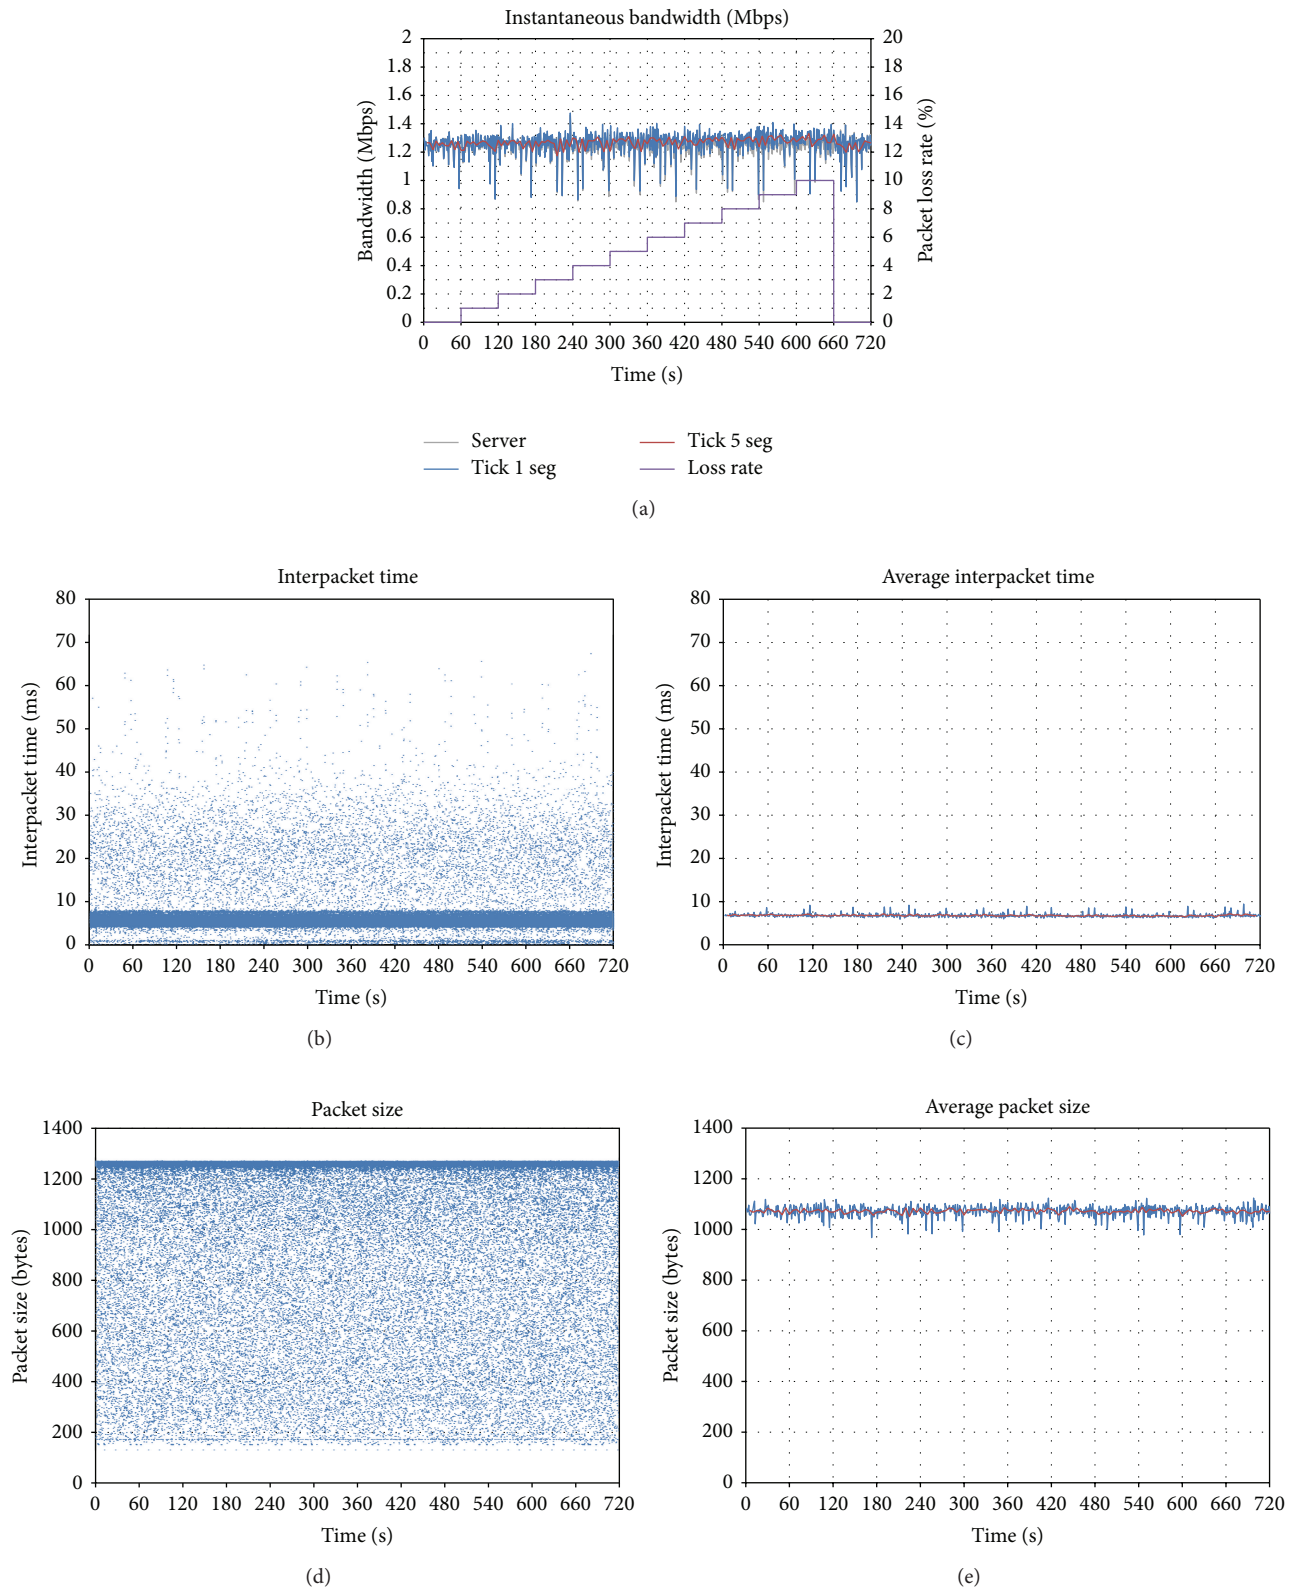 Instantaneous bandwidth (Mbps)
2
1.8
1.6
1.4
1.2
1
0.8
0.6
0.4
0.2
0
Bandwidth (Mbps)
20
18
16
14
12
10
8
6
4
2
0
Packet loss rate (%)
0 60 120 180 240 300 360 420 480 540 600 660 720
Time (s)
Server
Tick 1 seg
Tick 5 seg
Loss rate
(a)
Interpacket time
80
70
60
50
40
30
20
10
0
Interpacket time (ms)
0 60 120 180 240 300 360 420 480 540 600 660 720
Time (s)
(b)
Average interpacket time
80
70
60
50
40
30
20
10
0
Interpacket time (ms)
0 60 120 180 240 300 360 420 480 540 600 660 720
Time (s)
(c)
Packet size
1400
1200
1000
800
600
400
200
0
Packet size (bytes)
0 60 120 180 240 300 360 420 480 540 600 660 720
Time (s)
(d)
Average packet size
1400
1200
1000
800
600
400
200
0
Packet size (bytes)
0 60 120 180 240 300 360 420 480 540 600 660 720
Time (s)
(e)